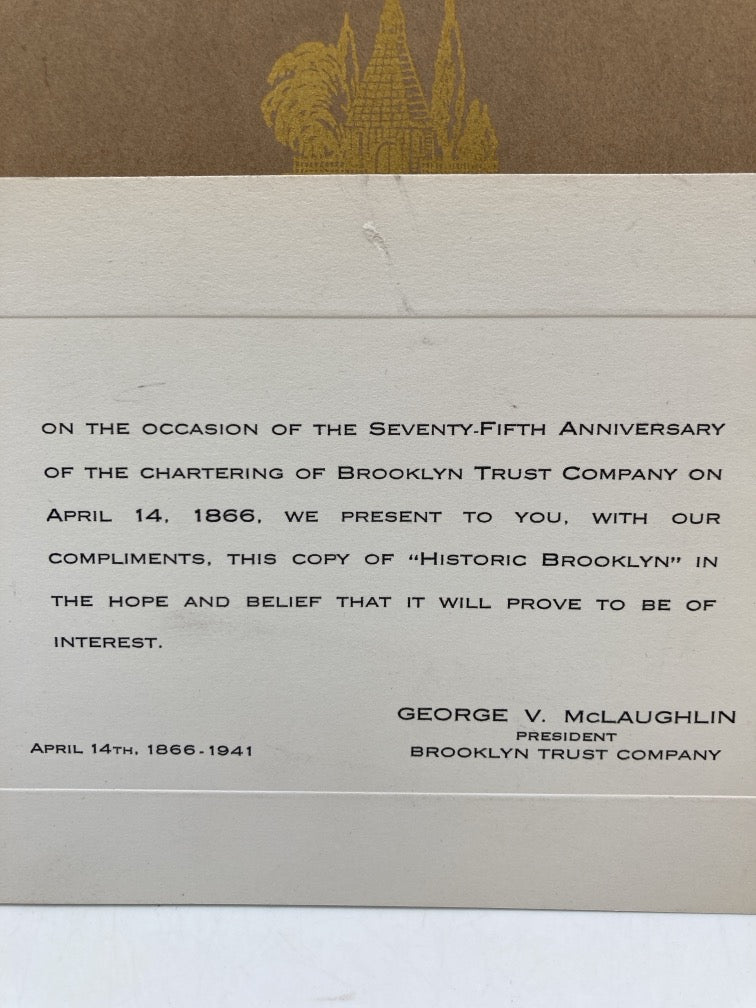 ON THE OCCASION OF THE SEVENTY-FIFTH ANNIVERSARY
OF THE CHARTERING OF BROOKLYN TRUST COMPANY ON
APRIL 14, 1866, WE PRESENT TO YOU, WITH OUR
COMPLIMENTS, THIS COPY OF “HISTORIC BROOKLYN” IN
THE HOPE AND BELIEF THAT IT WILL PROVE TO BE OF
INTEREST.
GEORGE V. McLAUGHLIN
PRESIDENT
BROOKLYN TRUST COMPANY
APRIL 14TH, 1866-1941